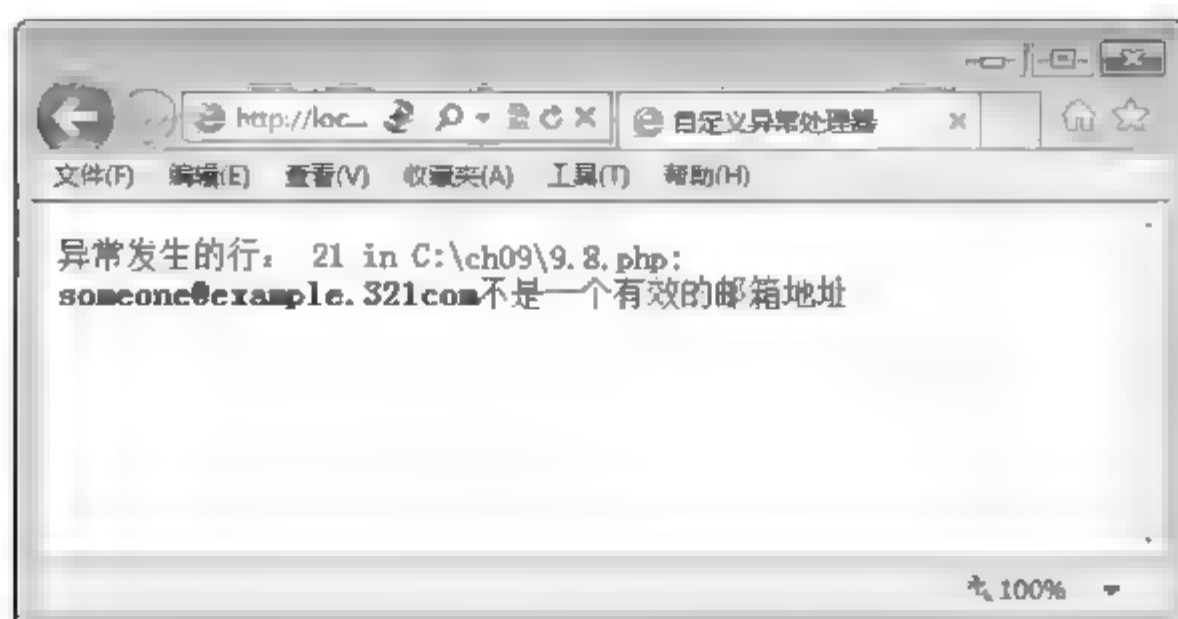 http://loc...
自定义异常处理器
文件(F) 编辑(E) 查看(V) 收藏夹(A) 工具(T) 帮助(H)
异常发生的行： 21 in C:\ch09\9.8.php:
someone@example.321com不是一个有效的邮箱地址
100%